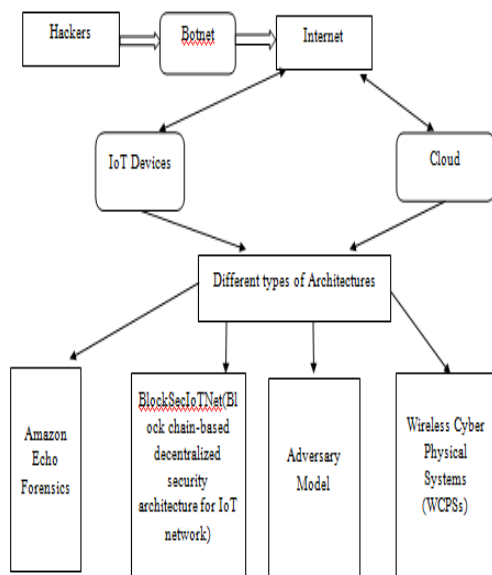 Hackers
Botnet
Internet
IoT Devices
Cloud
Different types of Architectures
Amazon
Echo
Forensics
BlockSecIoTNet(Bl
ock chain-based
decentralized
security
architecture for IoT
network)
Adversary
Model
Wireless Cyber
Physical
Systems
(WCPSs)